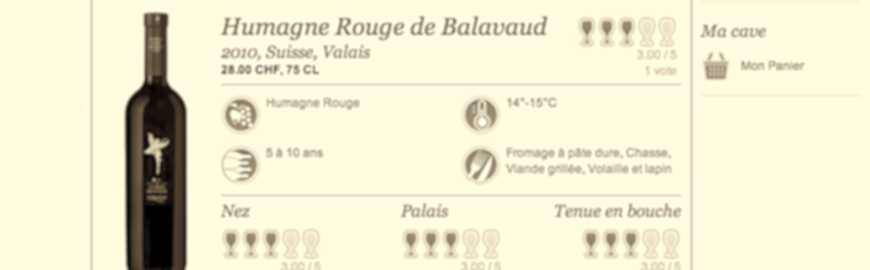 Humagne Rouge de Balavaud
2010, Suisse, Valais
28.00 CHF, 75 CL
3.00 / 5
1 vote
Ma cave
Mon Panier
Humagne Rouge
14°-15°C
5 à 10 ans
Fromage à pâte dure, Chasse,
Viande grillée, Volaille et lapin
Nez
Palais
Tenue en bouche
3.00 / 5
3.00 / 5
3.00 / 5